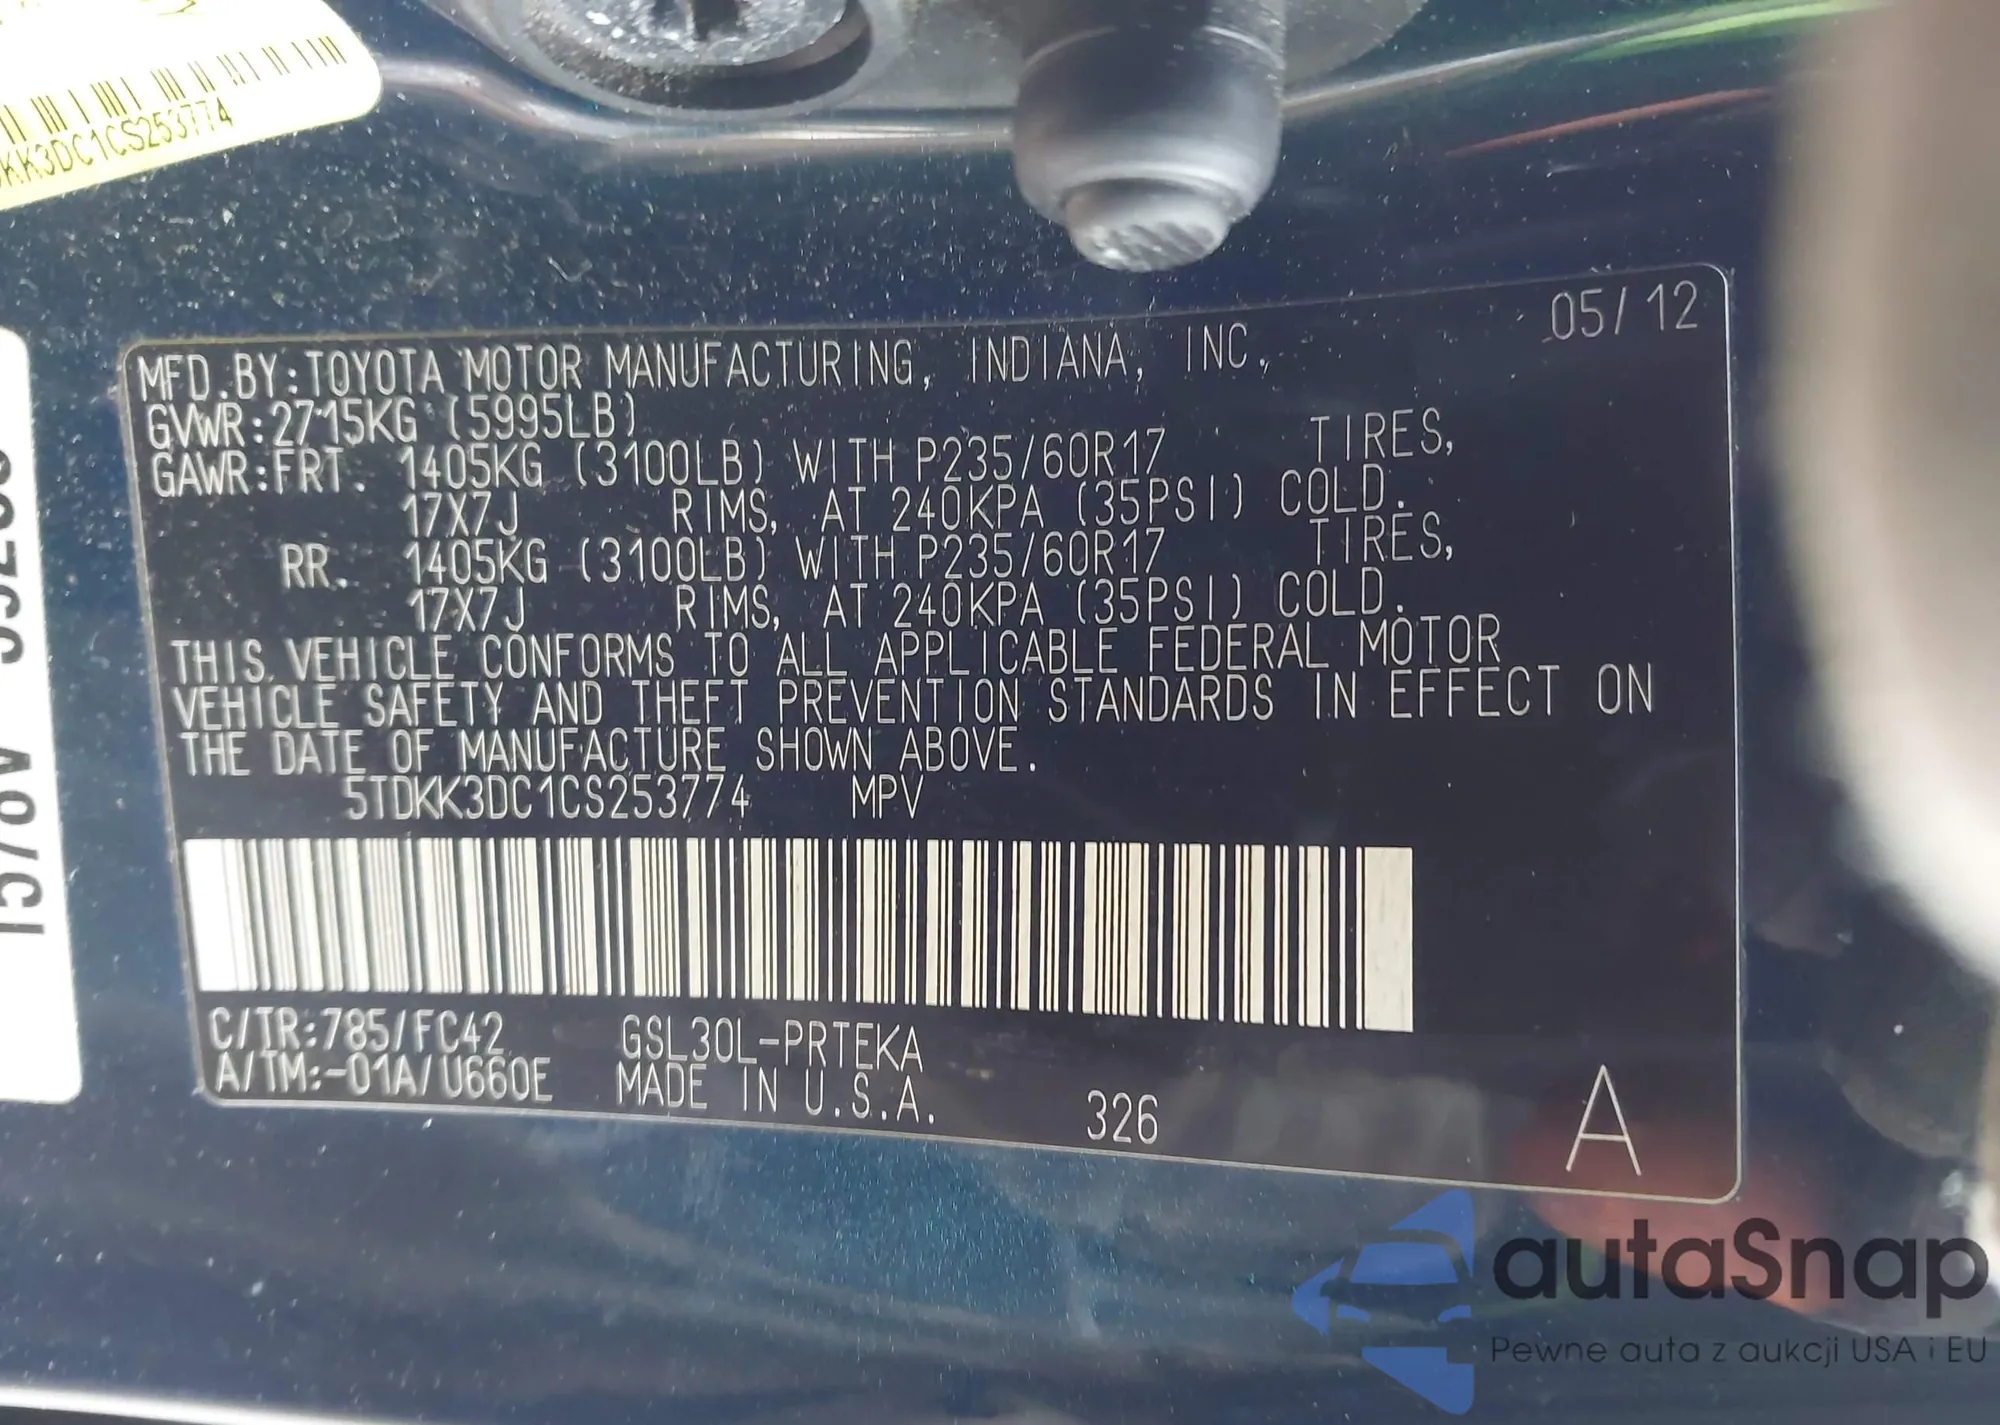 KK3DC1CS253774
05/12
MFD.BY:TOYOTA MOTOR MANUFACTURING, INDIANA, INC.
GVWR:2715KG (5995LB)
GAWR:FRT. 1405KG (3100LB) WITH P235/60R17 TIRES,
17X7J RIMS, AT 240KPA (35PSI) COLD.
RR. 1405KG (3100LB) WITH P235/60R17 TIRES,
17X7J RIMS, AT 240KPA (35PSI) COLD.
THIS VEHICLE CONFORMS TO ALL APPLICABLE FEDERAL MOTOR
VEHICLE SAFETY AND THEFT PREVENTION STANDARDS IN EFFECT ON
THE DATE OF MANUFACTURE SHOWN ABOVE.
5TDKK3DC1CS253774 MPV
C/TR:785/FC42 GSL30L-PRTEKA
A/TM:-01A/U660E MADE IN U.S.A. 326 A
autaSnap
Pewne auta z aukcji USA i EU